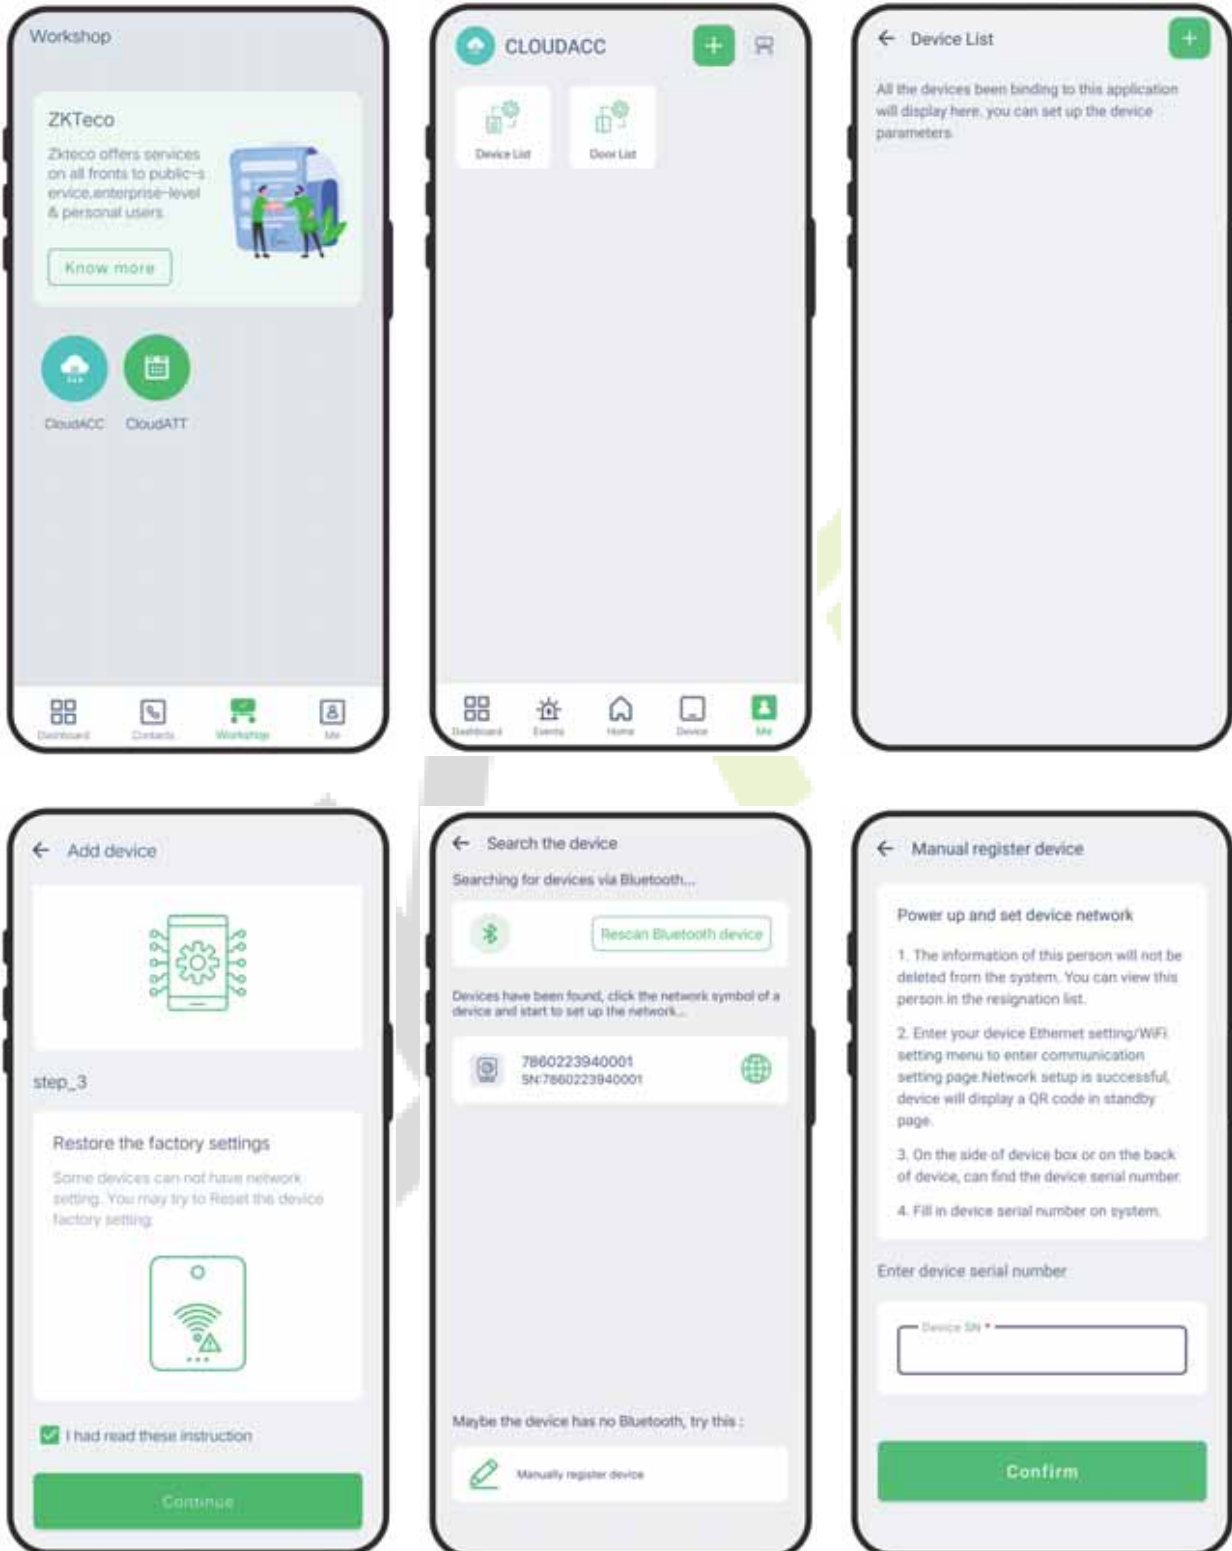 Workshop
ZKTeco
Zkteco offers services
on all fronts to public-s
ervice,enterprise-level
& personal users.
Know more
CloudACC
CloudATT
Dashboard
Contacts
Workshop
Me
CLOUDACC
Device List
Door List
Dashboard
Events
Home
Device
Me
Device List
All the devices been binding to this application
will display here. you can set up the device
parameters.
Add device
step_3
Restore the factory settings
Some devices can not have network
setting. You may try to Reset the device
factory setting.
I had read these instruction
Continue
Search the device
Searching for devices via Bluetooth...
Rescan Bluetooth device
Devices have been found, click the network symbol of a
device and start to set up the network...
7860223940001
SN:7860223940001
Maybe the device has no Bluetooth, try this :
Manually register device
Manual register device
Power up and set device network
1. The information of this person will not be
deleted from the system. You can view this
person in the resignation list.
2. Enter your device Ethernet setting/WiFi
setting menu to enter communication
setting page.Network setup is successful,
device will display a QR code in standby
page.
3. On the side of device box or on the back
of device, can find the device serial number.
4. Fill in device serial number on system.
Enter device serial number
Device SN *
Confirm